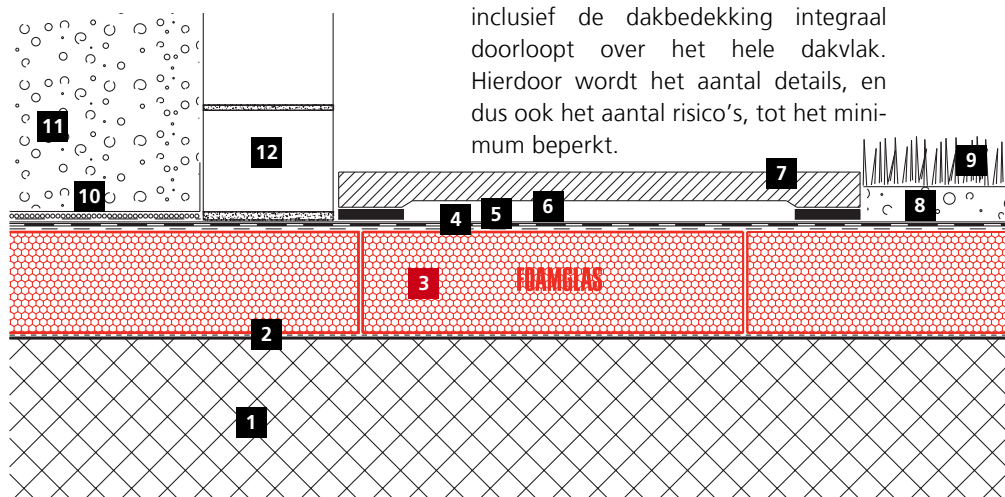 inclusief de dakbedekking integraal
doorloopt over het hele dakvlak.
Hierdoor wordt het aantal details, en
dus ook het aantal risico’s, tot het mini-
mum beperkt.
11
12
10
9
8
7
6
5
4
3
FOAMGLAS
2
1